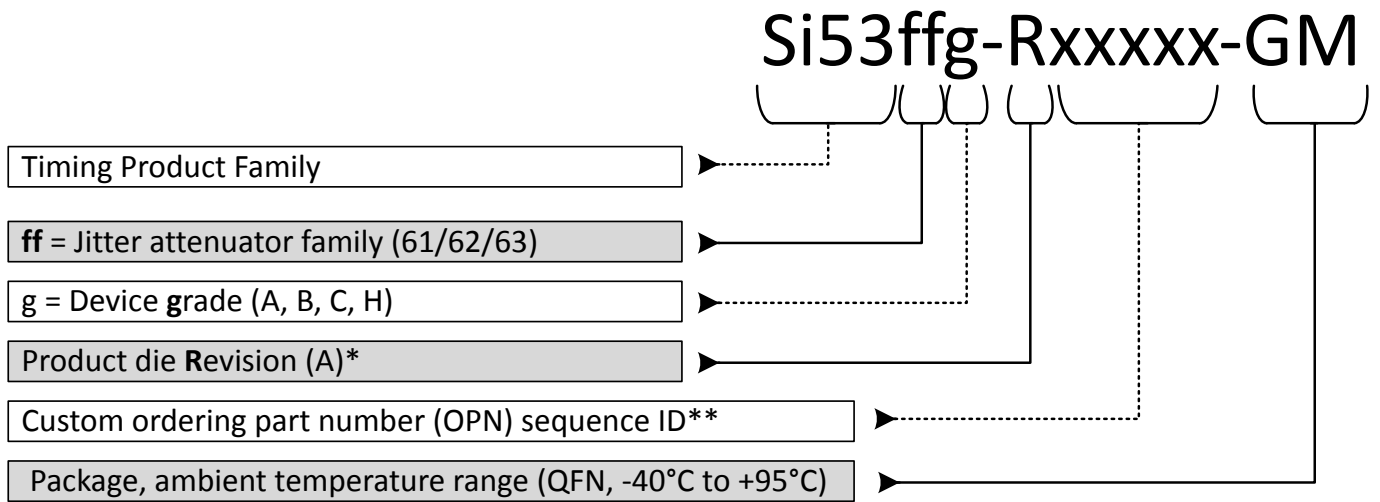 Si53ffg-Rxxxxx-GM
Timing Product Family
ff = Jitter attenuator family (61/62/63)
g = Device grade (A, B, C, H)
Product die Revision (A)*
Custom ordering part number (OPN) sequence ID**
Package, ambient temperature range (QFN, -40°C to +95°C)